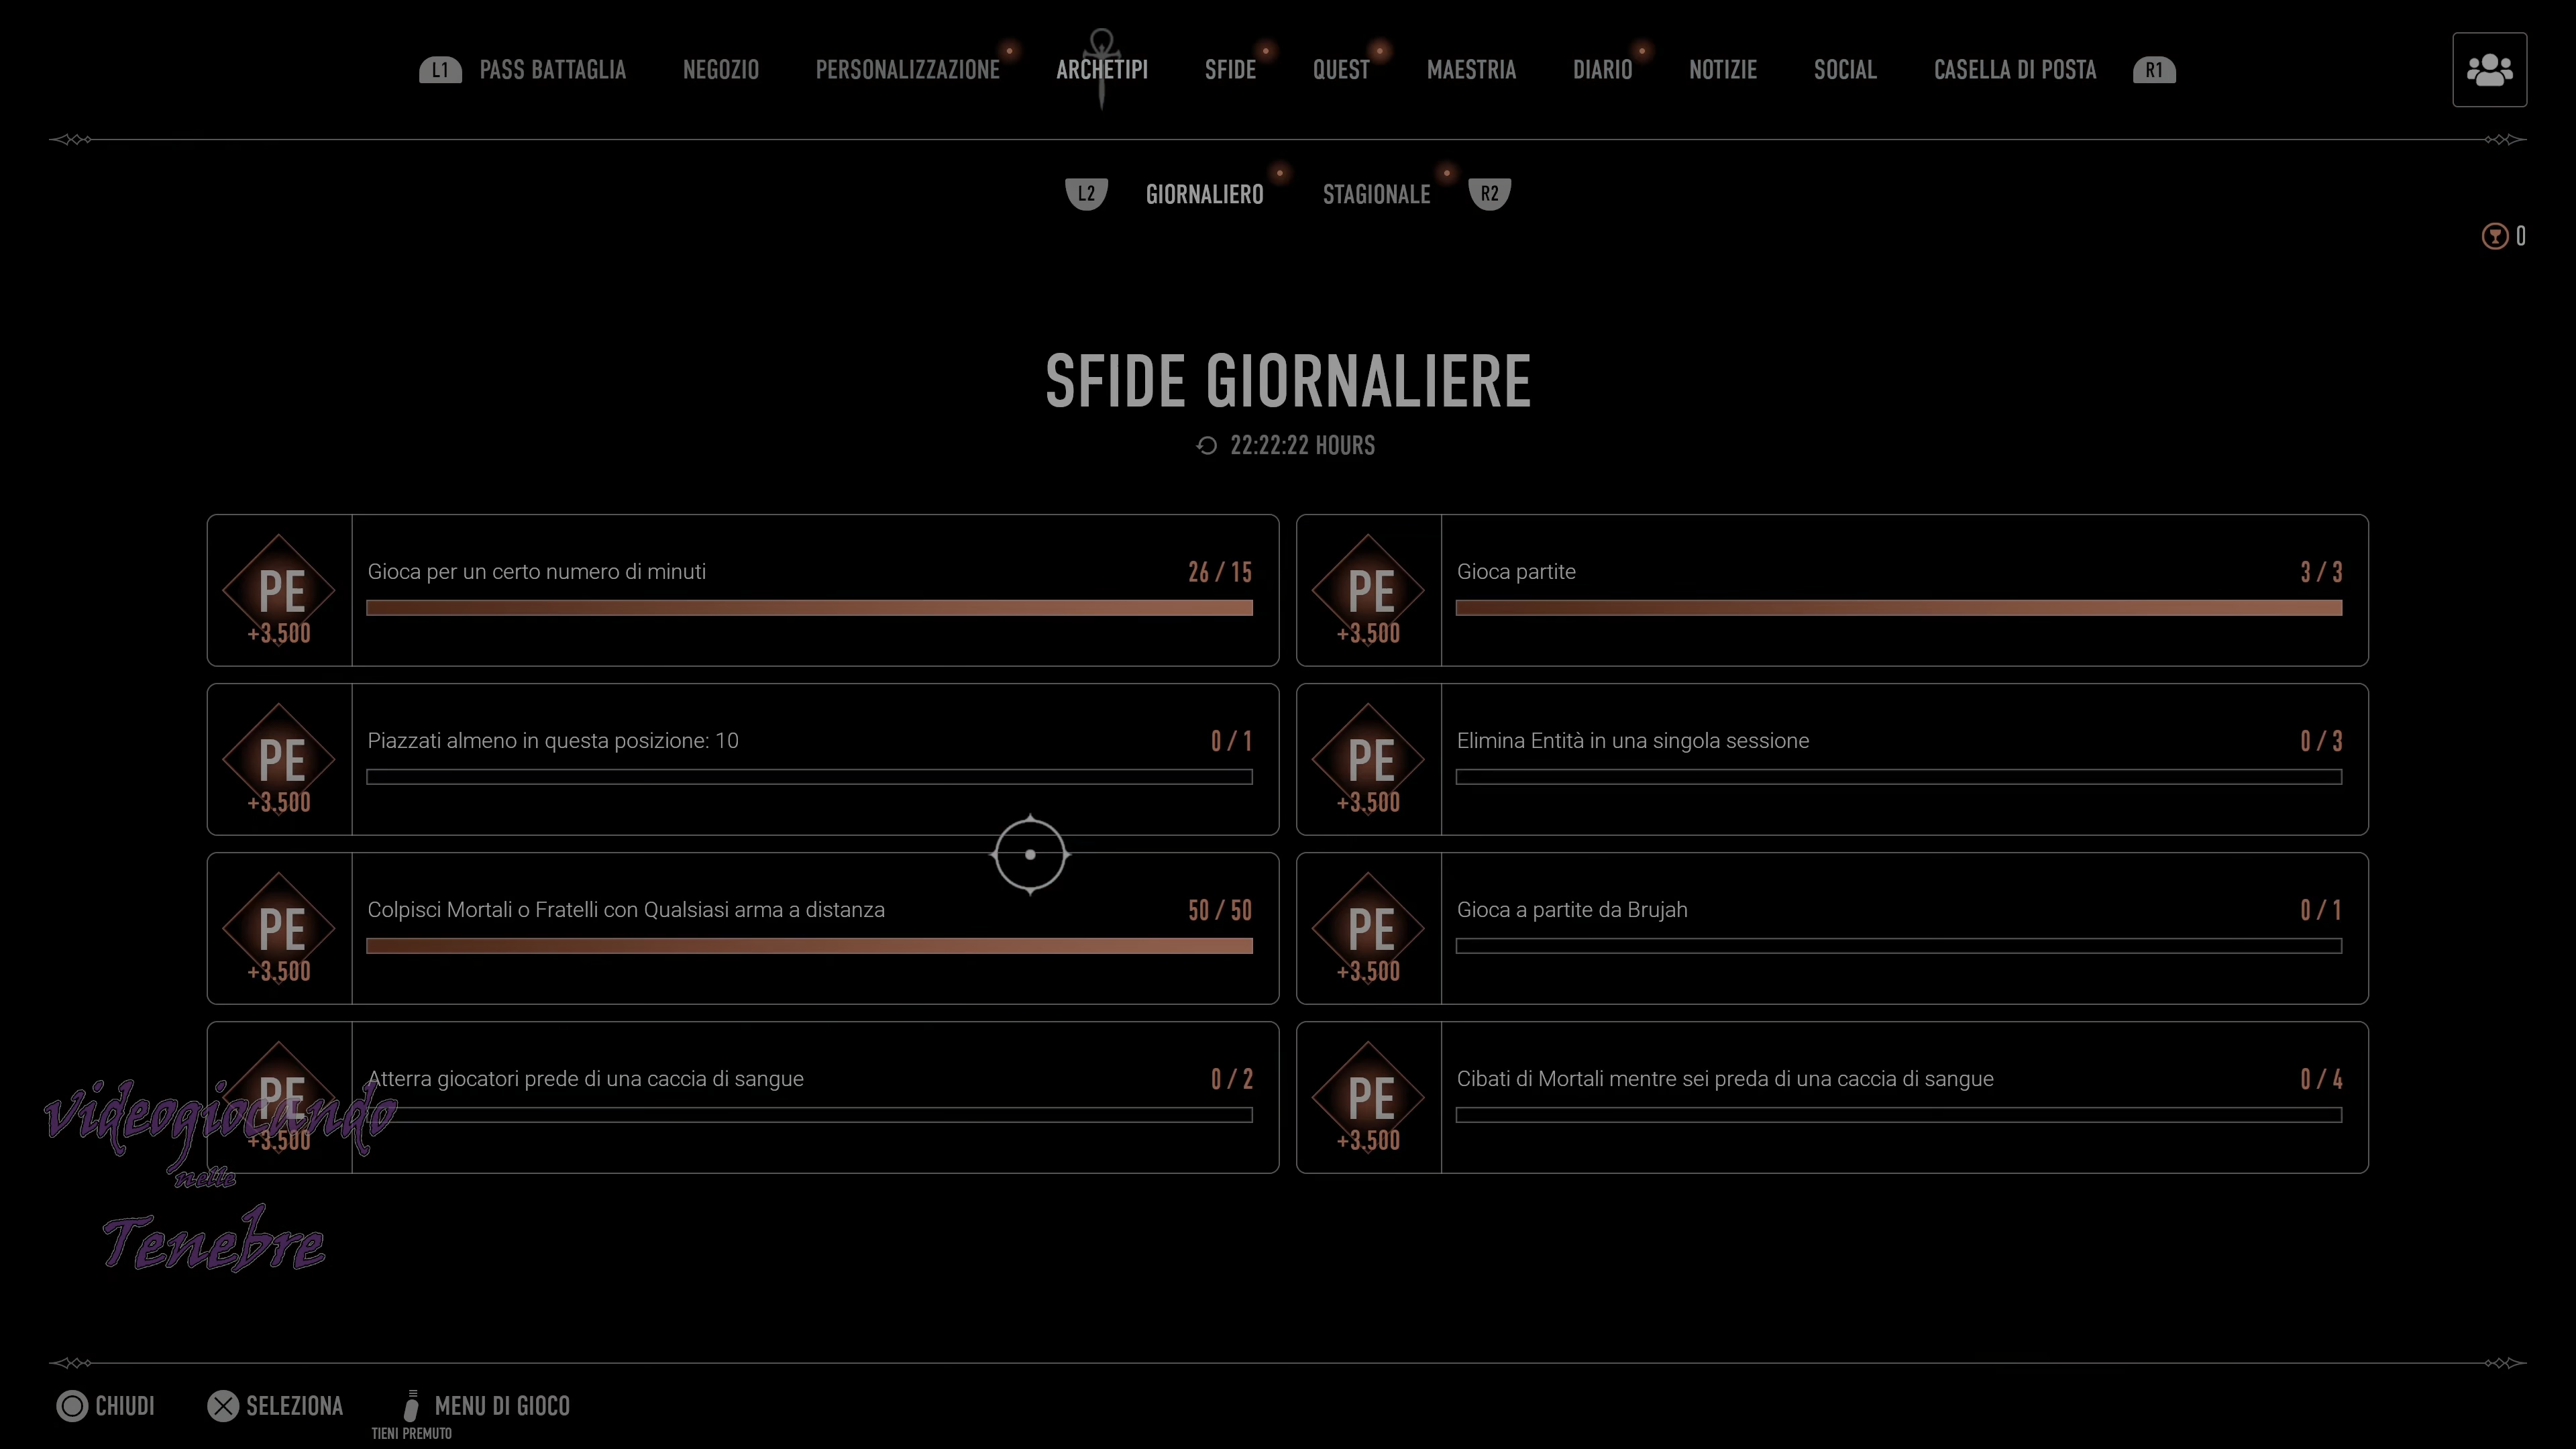 L1 PASS BATTAGLIA NEGOZIO PERSONALIZZAZIONE ARCHETIPI SFIDE QUEST MAESTRIA DIARIO NOTIZIE SOCIAL CASELLA DI POSTA R1
L2 GIORNALIERO STAGIONALE R2
0
SFIDE GIORNALIERE
22:22:22 HOURS
PE
+3.500
Gioca per un certo numero di minuti
26 / 15
PE
+3.500
Gioca partite
3 / 3
PE
+3.500
Piazzati almeno in questa posizione: 10
0 / 1
PE
+3.500
Elimina Entità in una singola sessione
0 / 3
PE
+3.500
Colpisci Mortali o Fratelli con Qualsiasi arma a distanza
50 / 50
PE
+3.500
Gioca a partite da Brujah
0 / 1
PE
+3.500
Atterra giocatori prede di una caccia di sangue
0 / 2
PE
+3.500
Cibati di Mortali mentre sei preda di una caccia di sangue
0 / 4
videogiocando
nelle
Tenebre
CHIUDI SELEZIONA MENU DI GIOCO
TIENI PREMUTO